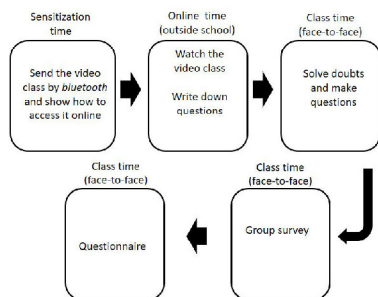 Sensitization
time
Send the video
class by bluetooth
and show how to
access it online
Online time
(outside school)
Watch the
video class
Write down
questions
Class time
(face-to-face)
Solve doubts
and make
questions
Class time
(face-to-face)
Group survey
Class time
(face-to-face)
Questionnaire